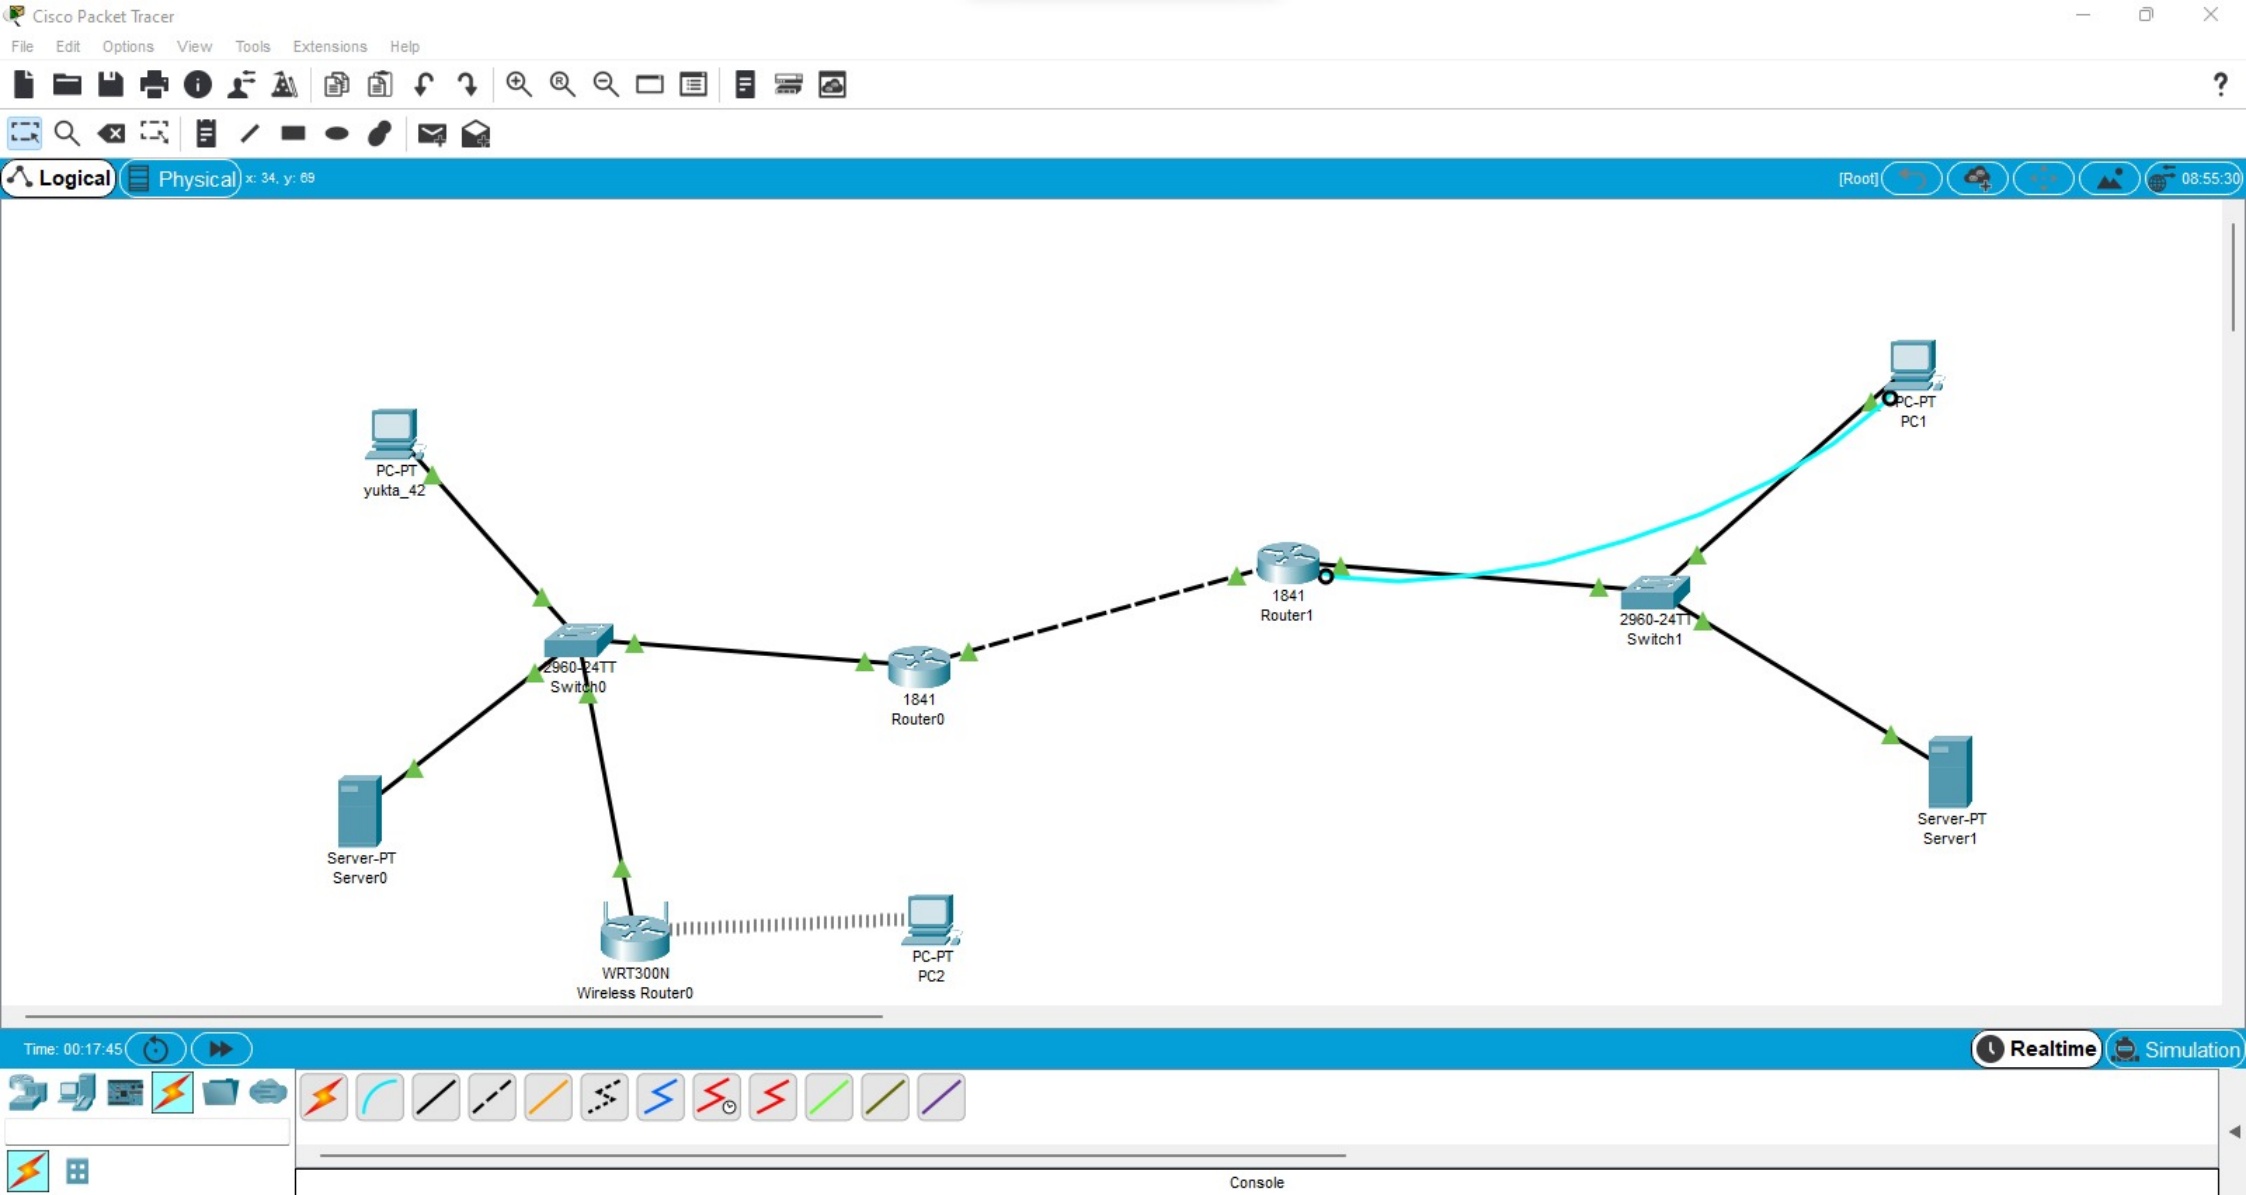 Cisco Packet Tracer
File Edit Options View Tools Extensions Help
?
Logical Physical x: 34, y: 69 [Root] 08:55:30
PC-PT
PC1
PC-PT
yukta_42
1841
Router1
2960-24TT
Switch1
2960-24TT
Switch0
1841
Router0
Server-PT
Server1
Server-PT
Server0
PC-PT
PC2
WRT300N
Wireless Router0
Time: 00:17:45 Realtime Simulation
Console